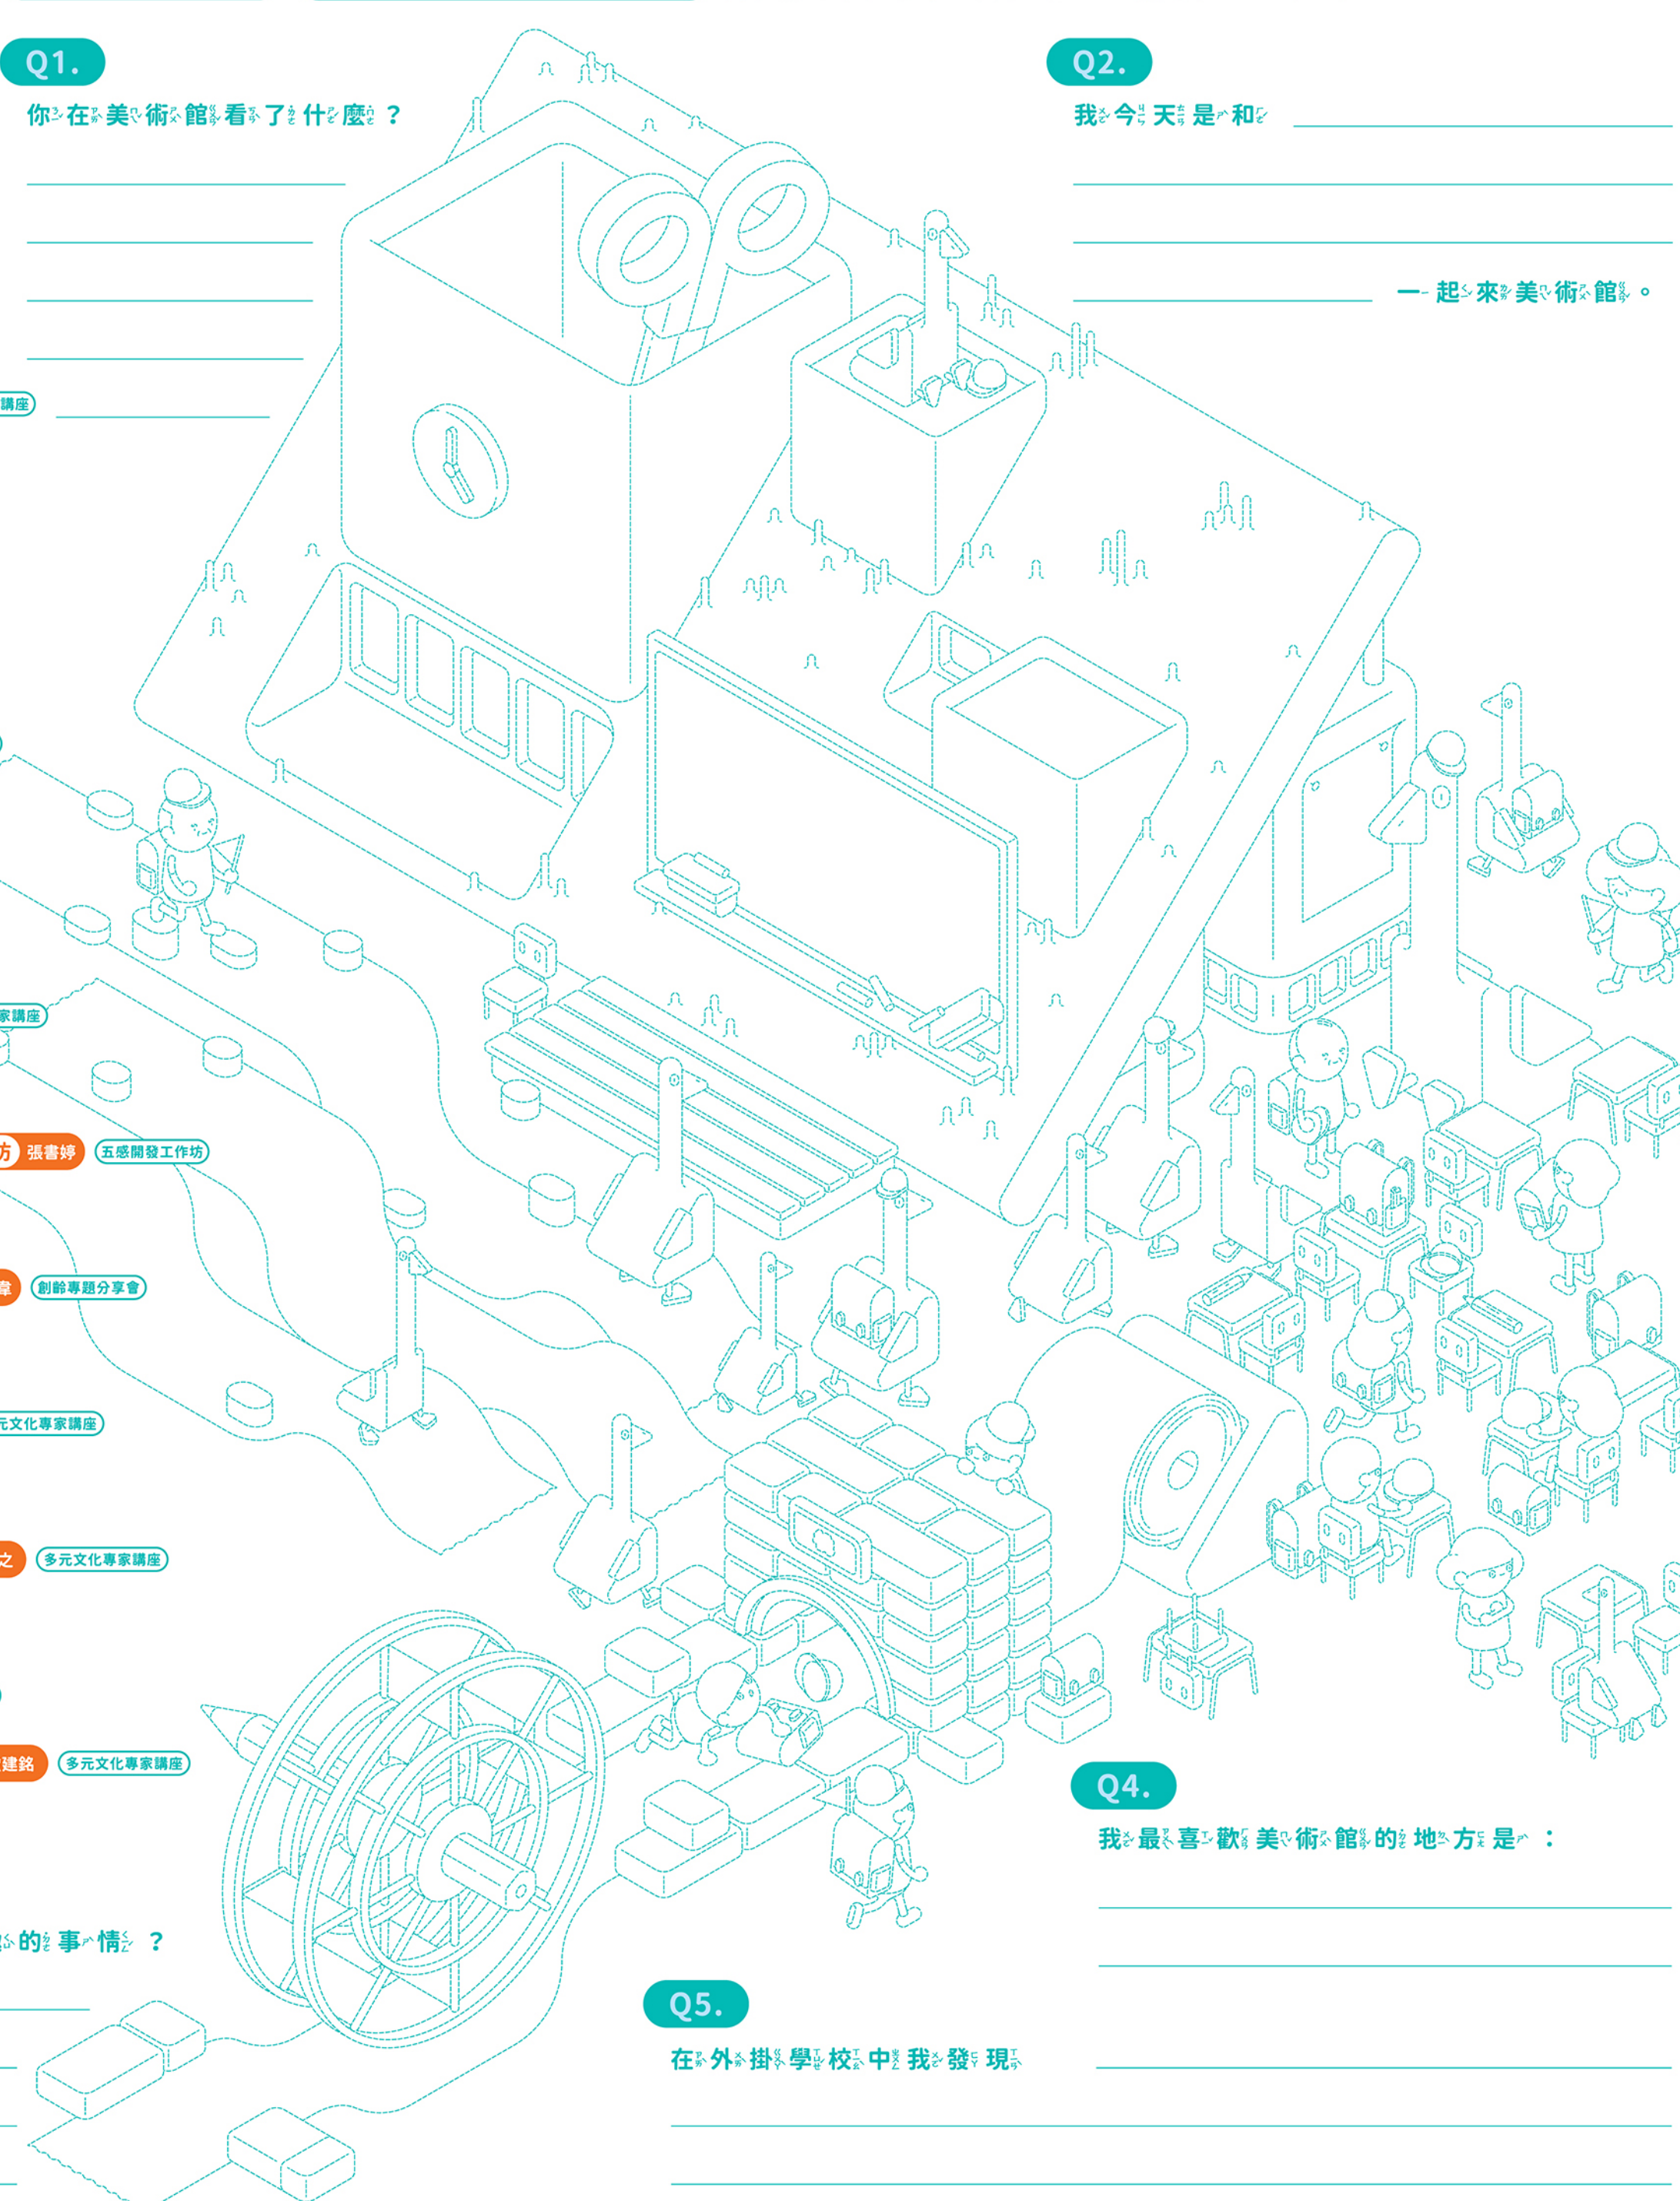 Q1.
你在美術館看了什麼？
Q2.
我今天是和
一起來美術館。
講座
家講座
坊 張書婷 五感開發工作坊
創齡專題分享會
元文化專家講座
之 多元文化專家講座
建銘 多元文化專家講座
的事情？
Q4.
我最喜歡美術館的地方是：
Q5.
在外掛學校中我發現